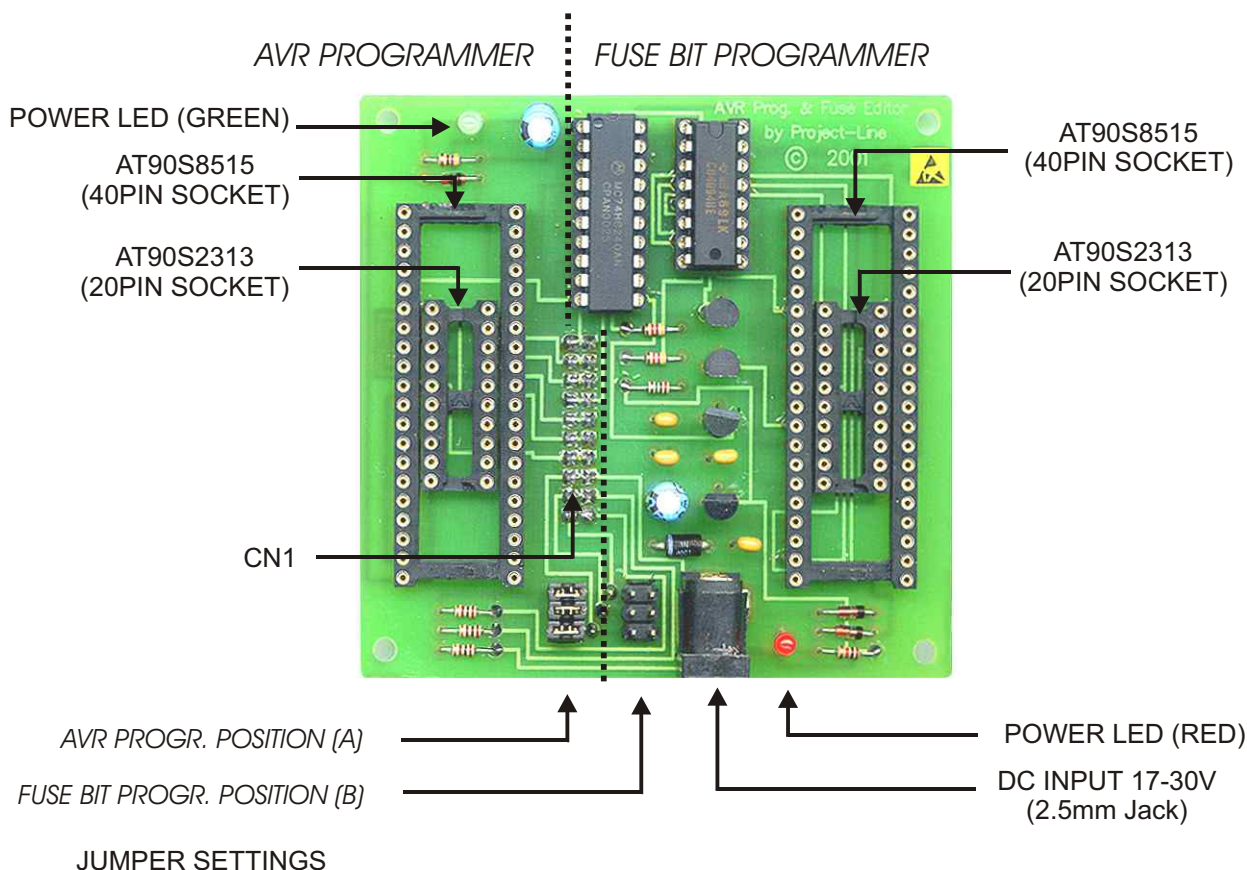 AVR PROGRAMMER
FUSE BIT PROGRAMMER
POWER LED (GREEN)
AT90S8515
(40PIN SOCKET)
AT90S2313
(20PIN SOCKET)
AVR Prog. & Fuse Editor
by Project-Line
© 2001
AT90S8515
(40PIN SOCKET)
AT90S2313
(20PIN SOCKET)
CN1
AVR PROGR. POSITION (A)
FUSE BIT PROGR. POSITION (B)
POWER LED (RED)
DC INPUT 17-30V
(2.5mm Jack)
JUMPER SETTINGS